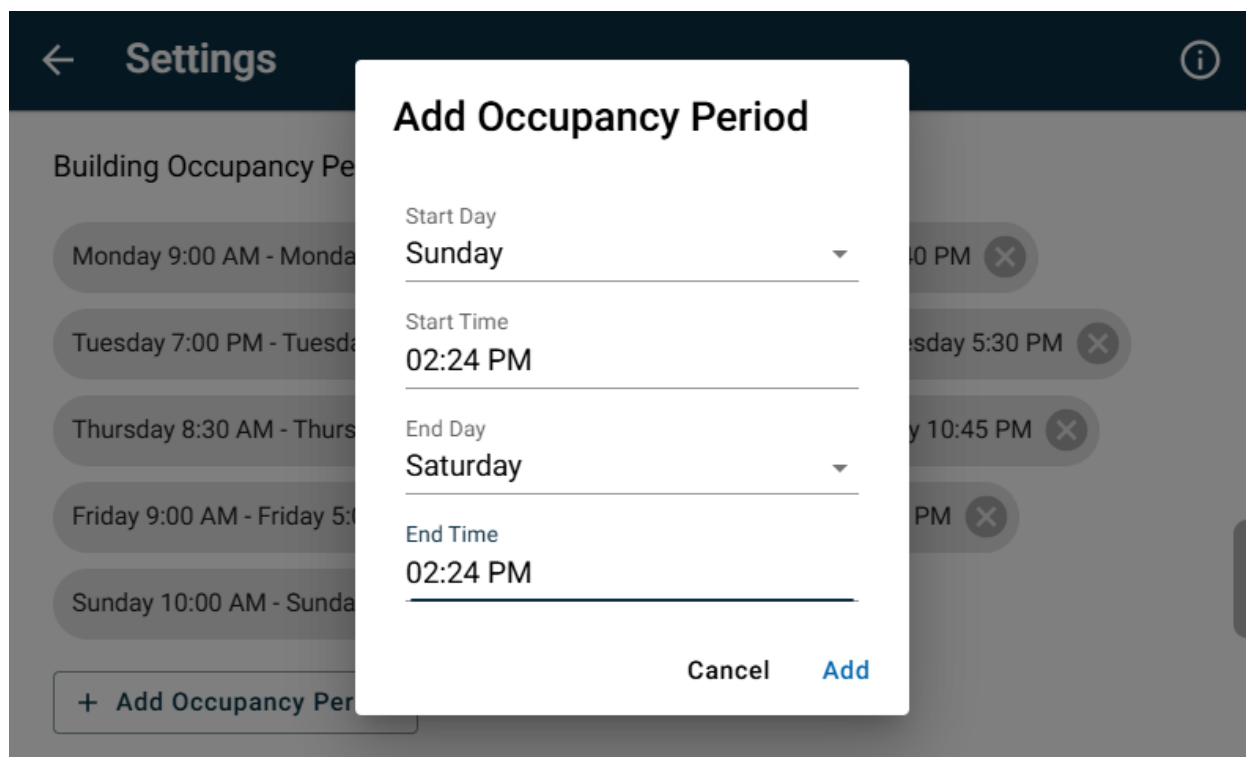 Settings
Add Occupancy Period
Building Occupancy Pe
Start Day
Sunday
Monday 9:00 AM - Monda
40 PM
Start Time
02:24 PM
Tuesday 7:00 PM - Tuesda
esday 5:30 PM
End Day
Saturday
Thursday 8:30 AM - Thurs
y 10:45 PM
Friday 9:00 AM - Friday 5:0
PM
End Time
02:24 PM
Sunday 10:00 AM - Sunda
Cancel Add
+ Add Occupancy Per